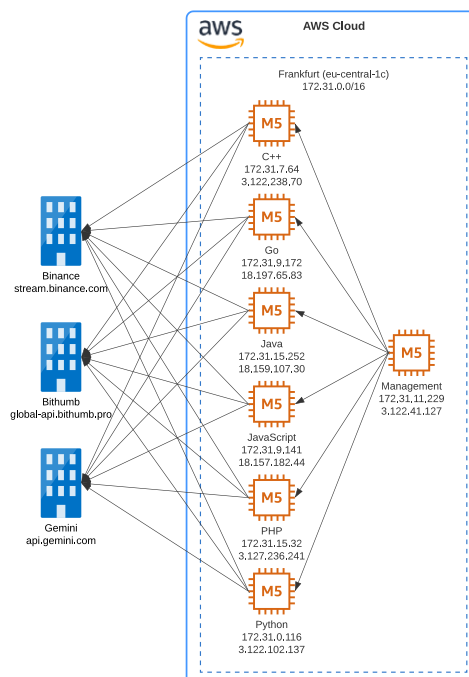 aws
AWS Cloud
Frankfurt (eu-central-1c)
172.31.0.0/16
M5
C++
172.31.7.64
3,122,238,70
M5
Go
172,31,9,172
18.197.65.83
M5
Java
172.31.15.252
18,159,107,30
M5
JavaScript
172.31.9,141
18.157.182.44
M5
PHP
172.31.15.32
3.127.236.241
M5
Python
172.31.0.116
3.122.102.137
M5
Management
172,31,11,229
3.122.41.127
Binance
stream.binance.com
Bithumb
global-api.bithumb.pro
Gemini
api.gemini.com